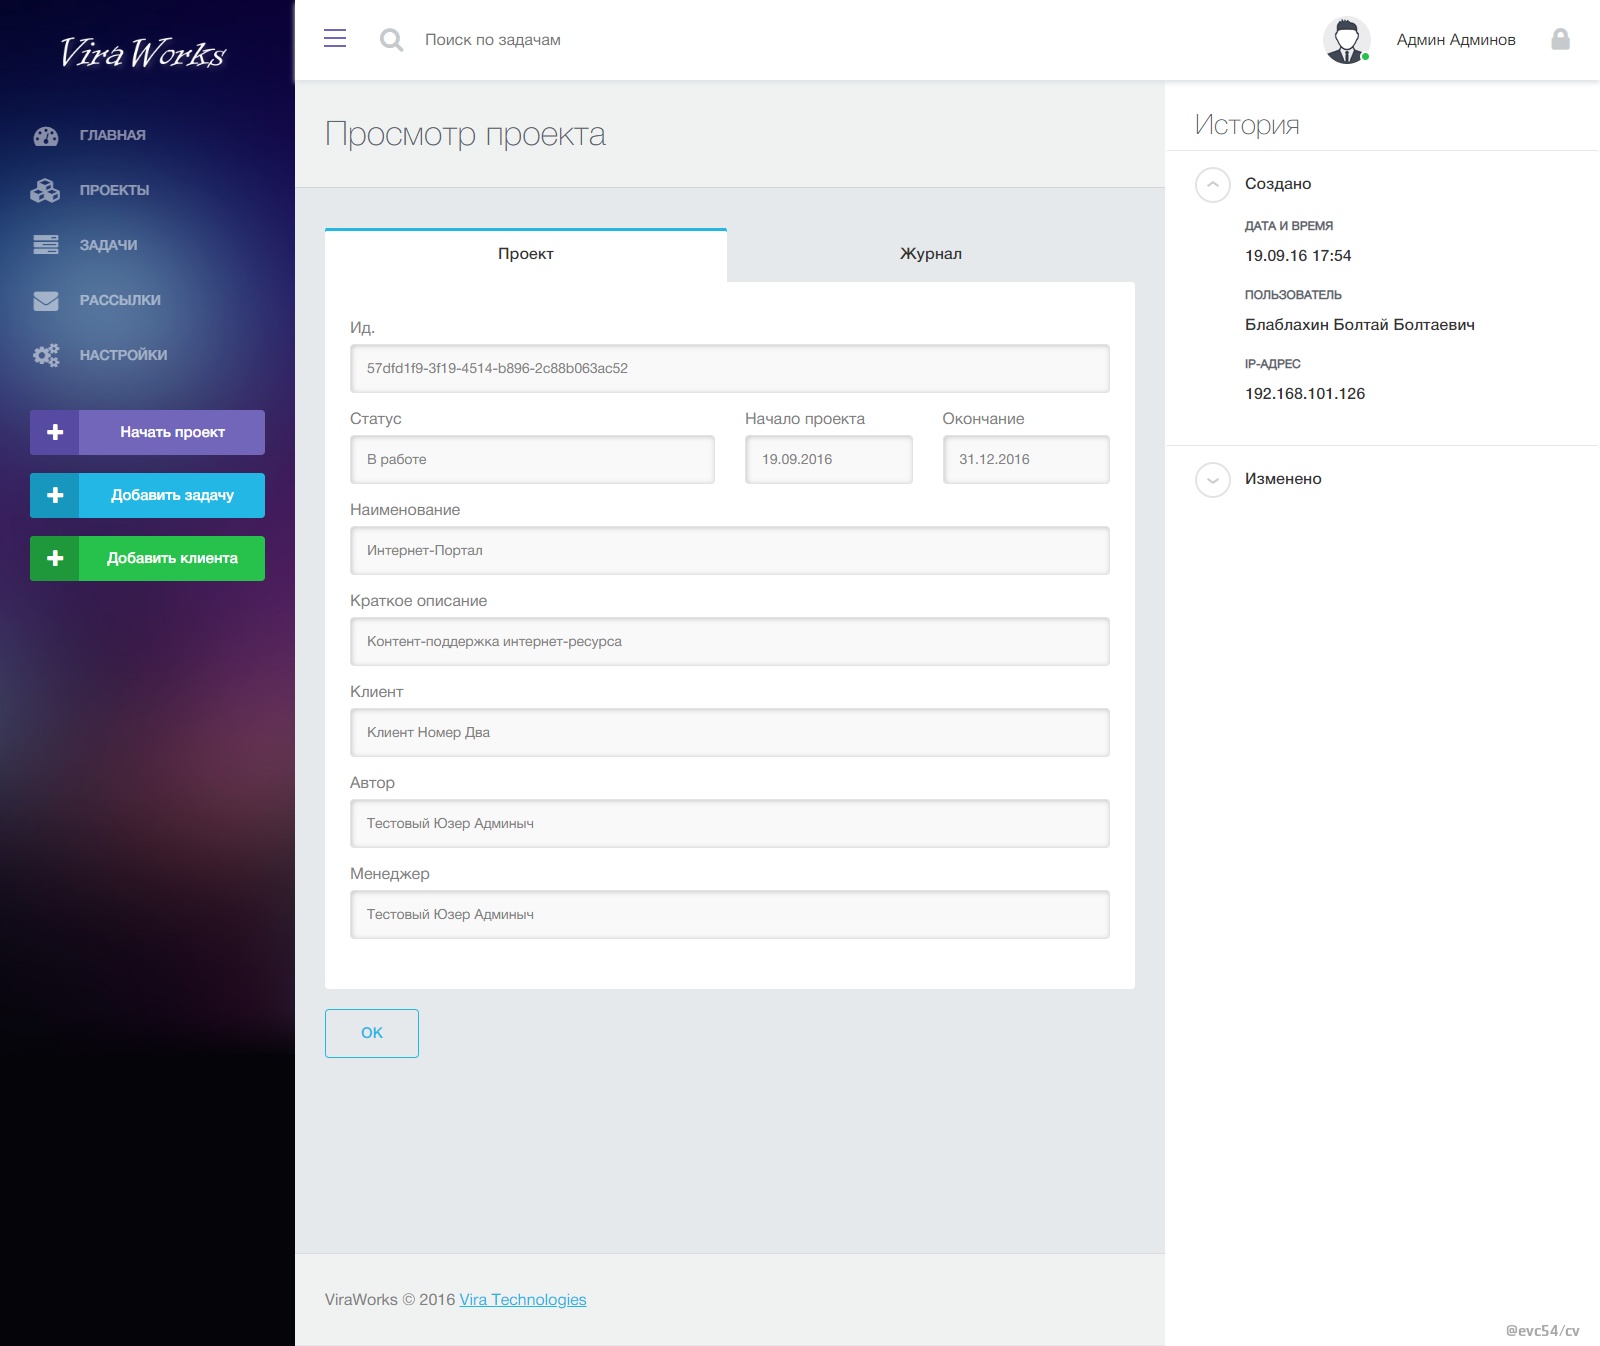 Vira Works
Поиск по задачам
Админ Админов
ГЛАВНАЯ
ПРОЕКТЫ
ЗАДАЧИ
РАССЫЛКИ
НАСТРОЙКИ
Начать проект
Добавить задачу
Добавить клиента
Просмотр проекта
Проект
Журнал
Ид.
57dfd1f9-3f19-4514-b896-2c88b063ac52
Статус
Начало проекта
Окончание
В работе
19.09.2016
31.12.2016
Наименование
Интернет-Портал
Краткое описание
Контент-поддержка интернет-ресурса
Клиент
Клиент Номер Два
Автор
Тестовый Юзер Админыч
Менеджер
Тестовый Юзер Админыч
ОК
ViraWorks © 2016 Vira Technologies
История
Создано
ДАТА И ВРЕМЯ
19.09.16 17:54
ПОЛЬЗОВАТЕЛЬ
Блаблахин Болтай Болтаевич
IP-АДРЕС
192.168.101.126
Изменено
@evc54/cv